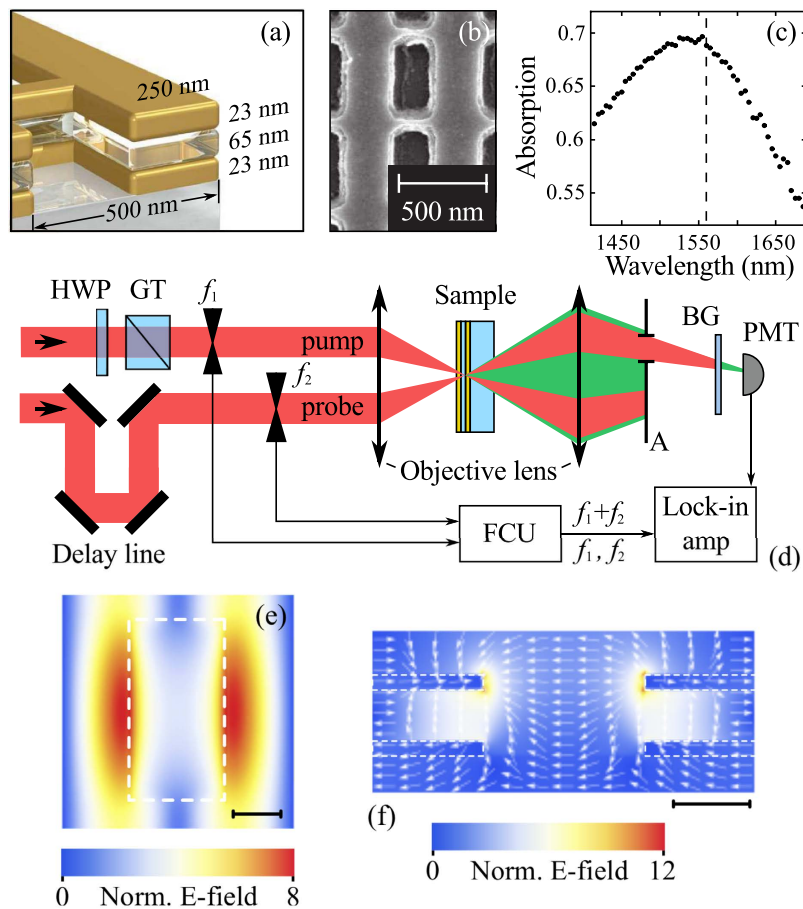 (a)
250 nm
23 nm
65 nm
23 nm
500 nm
(b)
500 nm
(c)
Absorption
0.7
0.65
0.6
0.55
1450
1550
1650
Wavelength (nm)
HWP
GT
f1
pump
f2
probe
Sample
BG
PMT
A
Objective lens
Delay line
FCU
f1+f2
f1, f2
Lock-in
amp
(d)
(e)
0
Norm. E-field
8
(f)
0
Norm. E-field
12